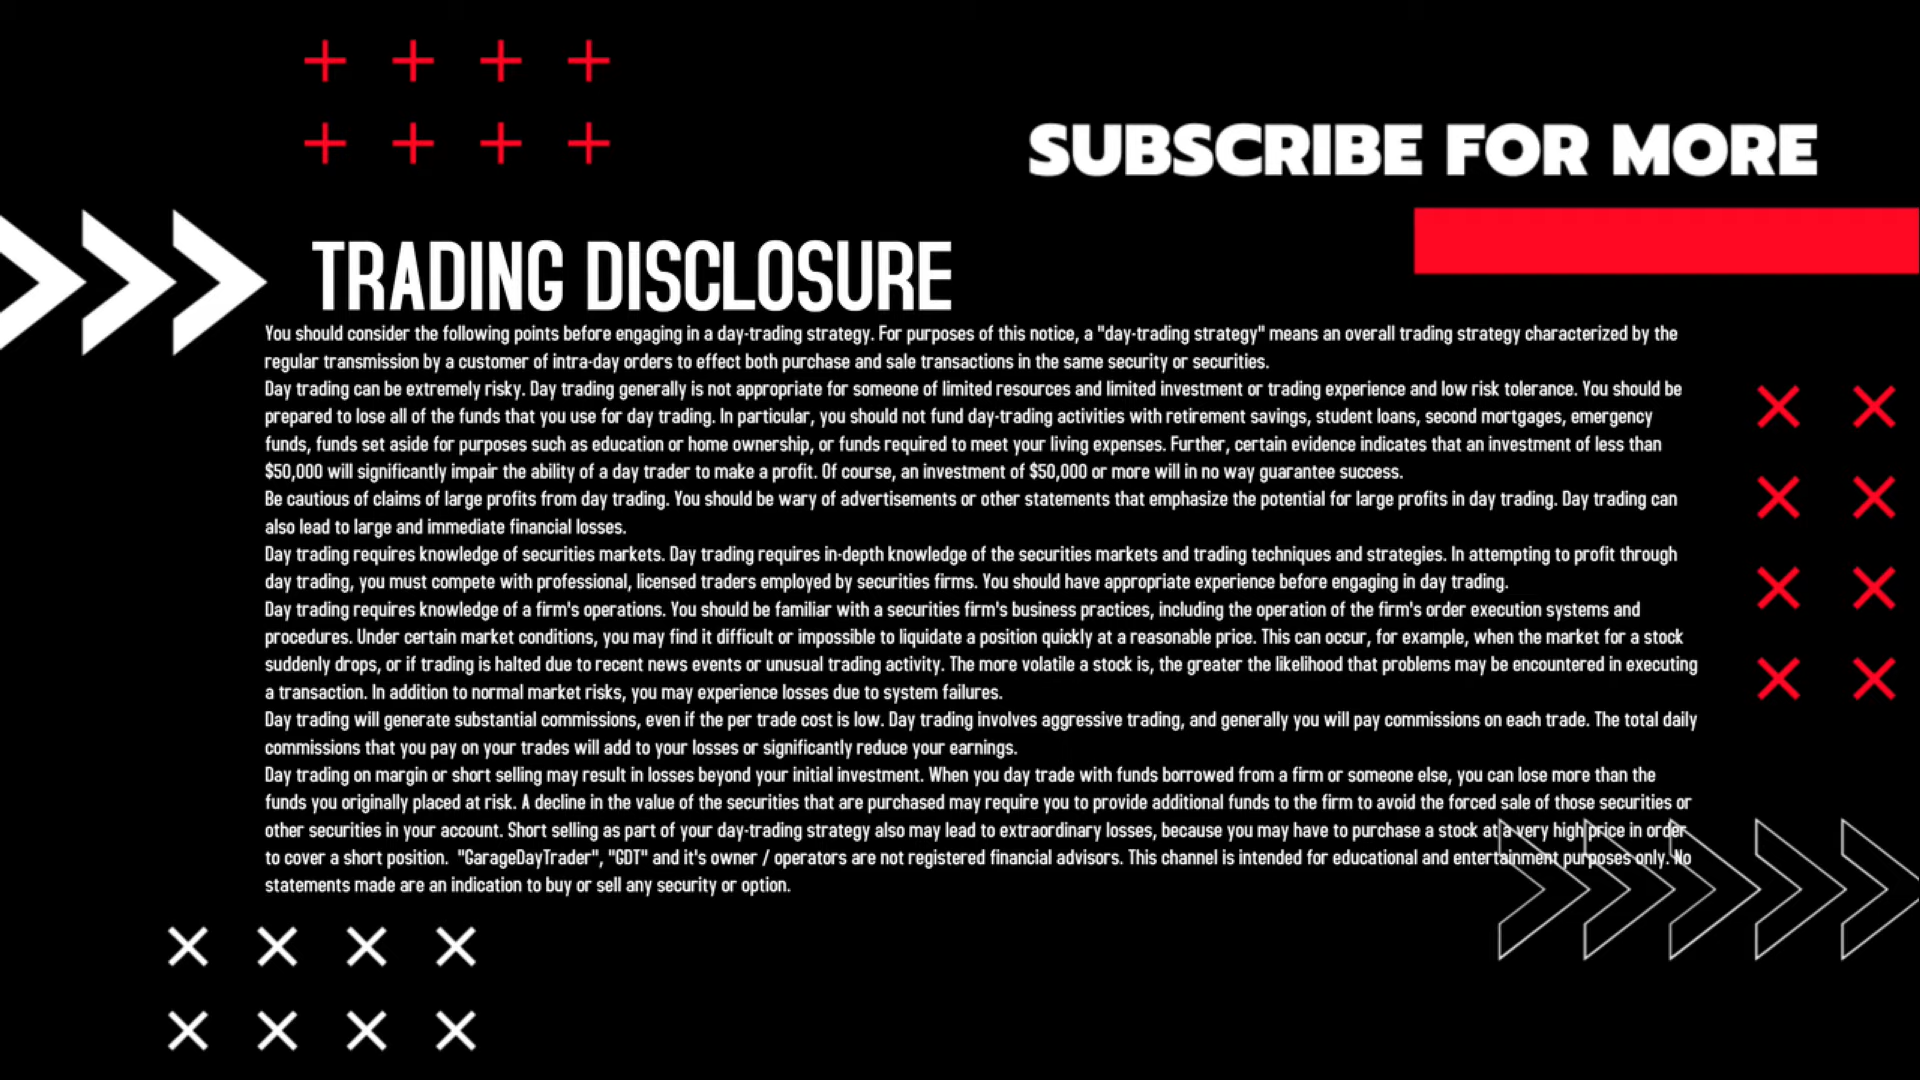 SUBSCRIBE FOR MORE
TRADING DISCLOSURE
You should consider the following points before engaging in a day-trading strategy. For purposes of this notice, a "day-trading strategy" means an overall trading strategy characterized by the
regular transmission by a customer of intra-day orders to effect both purchase and sale transactions in the same security or securities.
Day trading can be extremely risky. Day trading generally is not appropriate for someone of limited resources and limited investment or trading experience and low risk tolerance. You should be
prepared to lose all of the funds that you use for day trading. In particular, you should not fund day-trading activities with retirement savings, student loans, second mortgages, emergency
funds, funds set aside for purposes such as education or home ownership, or funds required to meet your living expenses. Further, certain evidence indicates that an investment of less than
$50,000 will significantly impair the ability of a day trader to make a profit. Of course, an investment of $50,000 or more will in no way guarantee success.
Be cautious of claims of large profits from day trading. You should be wary of advertisements or other statements that emphasize the potential for large profits in day trading. Day trading can
also lead to large and immediate financial losses.
Day trading requires knowledge of securities markets. Day trading requires in-depth knowledge of the securities markets and trading techniques and strategies. In attempting to profit through
day trading, you must compete with professional, licensed traders employed by securities firms. You should have appropriate experience before engaging in day trading.
Day trading requires knowledge of a firm's operations. You should be familiar with a securities firm's business practices, including the operation of the firm's order execution systems and
procedures. Under certain market conditions, you may find it difficult or impossible to liquidate a position quickly at a reasonable price. This can occur, for example, when the market for a stock
suddenly drops, or if trading is halted due to recent news events or unusual trading activity. The more volatile a stock is, the greater the likelihood that problems may be encountered in executing
a transaction. In addition to normal market risks, you may experience losses due to system failures.
Day trading will generate substantial commissions, even if the per trade cost is low. Day trading involves aggressive trading, and generally you will pay commissions on each trade. The total daily
commissions that you pay on your trades will add to your losses or significantly reduce your earnings.
Day trading on margin or short selling may result in losses beyond your initial investment. When you day trade with funds borrowed from a firm or someone else, you can lose more than the
funds you originally placed at risk. A decline in the value of the securities that are purchased may require you to provide additional funds to the firm to avoid the forced sale of those securities or
other securities in your account. Short selling as part of your day-trading strategy also may lead to extraordinary losses, because you may have to purchase a stock at a very high price in order
to cover a short position. "GarageDayTrader", "GDT" and it's owner / operators are not registered financial advisors. This channel is intended for educational and entertainment purposes only. No
statements made are an indication to buy or sell any security or option.